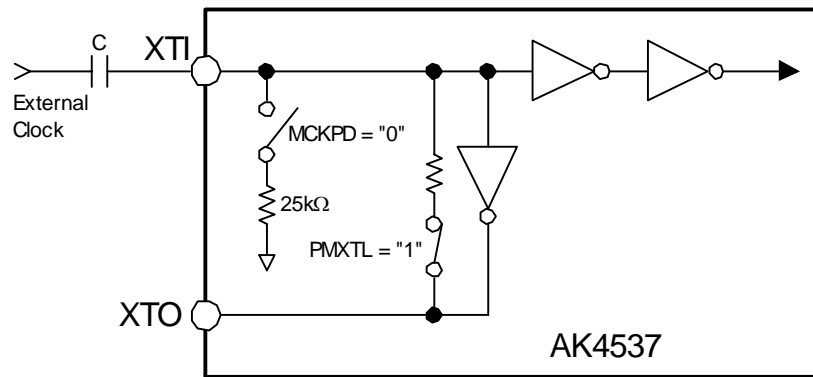 C
XTI
External
Clock
MCKPD = "0"
25kΩ
PMXTL = "1"
XTO
AK4537